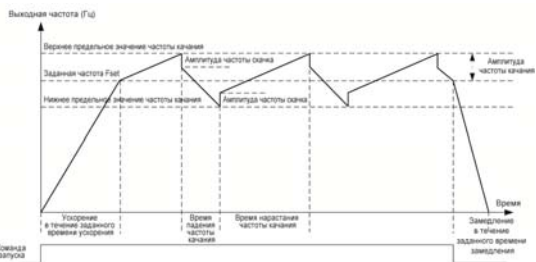 Выходная частота (Гц)
Верхнее предельное значение частоты качания
Амплитуда частоты скачка
Амплитуда
частоты качания
Заданная частота Fset
Нижнее предельное значение частоты качания
Амплитуда частоты скачка
Время
Ускорение
в течение заданного
времени ускорения
Время
падения
частоты
качания
Время нарастания
частоты качания
Замедление
в течение
заданного времени
замедления
оманда
запуска